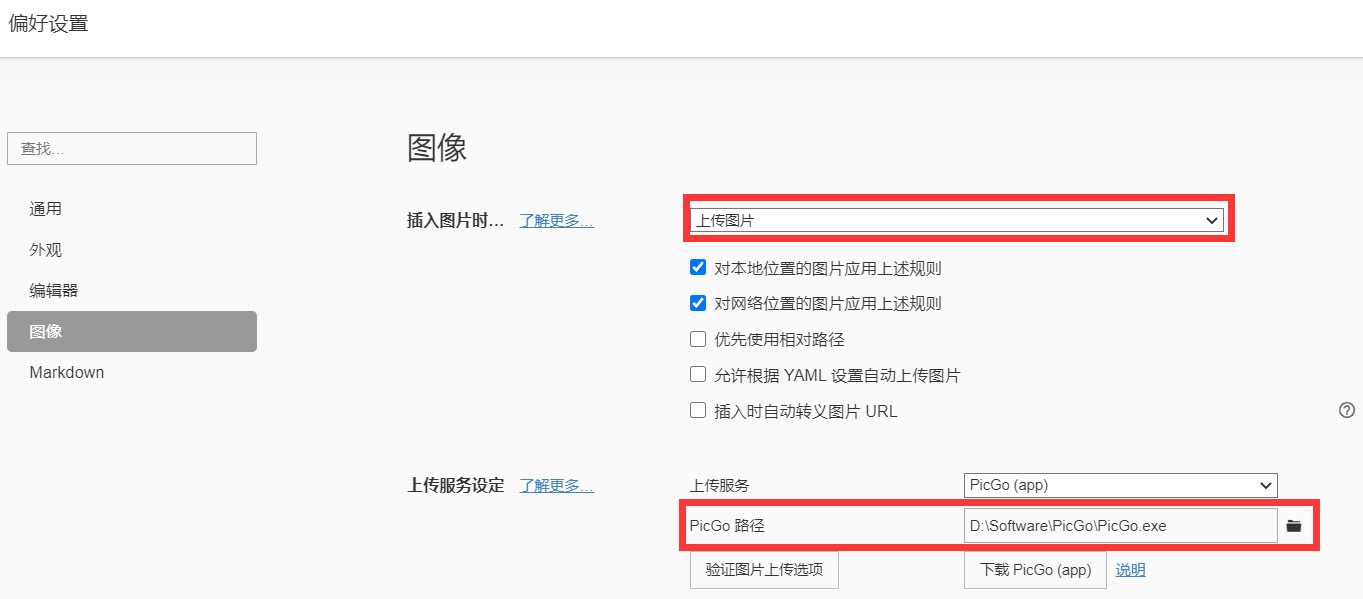 偏好设置
查找...
通用
外观
编辑器
图像
Markdown
图像
插入图片时... 了解更多...
上传图片
对本地位置的图片应用上述规则
对网络位置的图片应用上述规则
优先使用相对路径
允许根据 YAML 设置自动上传图片
插入时自动转义图片 URL
上传服务设定 了解更多...
上传服务 PicGo (app)
PicGo 路径 D:\Software\PicGo\PicGo.exe
验证图片上传选项 下载 PicGo (app) 说明